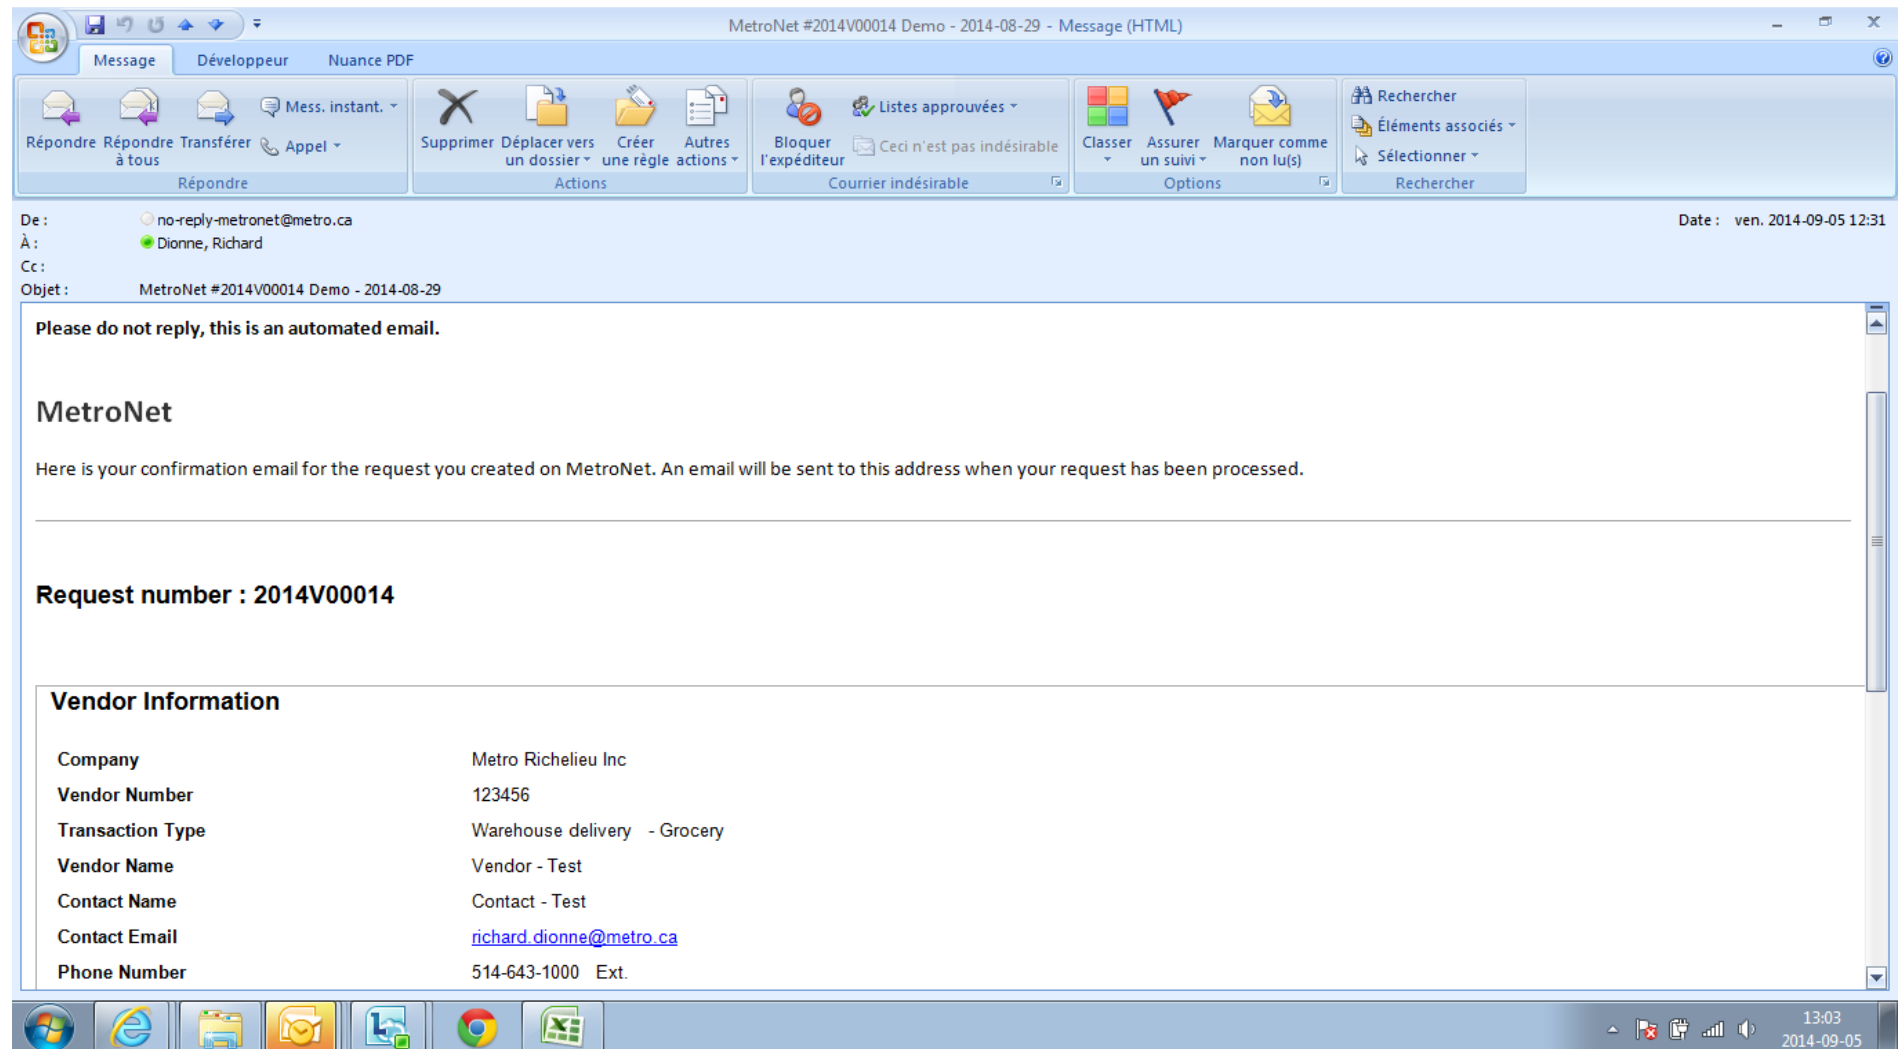 MetroNet #2014V00014 Demo - 2014-08-29 - Message (HTML)
Message Développeur Nuance PDF
Répondre Répondre à tous Transférer Mess. instant. Appel
Répondre
Supprimer Déplacer vers un dossier Créer une règle Autres actions
Actions
Bloquer l'expéditeur Listes approuvées Ceci n'est pas indésirable
Courrier indésirable
Classer Assurer un suivi Marquer comme non lu(s)
Options
Rechercher
Éléments associés
Sélectionner
Rechercher
De : no-reply-metronet@metro.ca Date : ven. 2014-09-05 12:31
À : Dionne, Richard
Cc :
Objet : MetroNet #2014V00014 Demo - 2014-08-29
Please do not reply, this is an automated email.
MetroNet
Here is your confirmation email for the request you created on MetroNet. An email will be sent to this address when your request has been processed.
Request number : 2014V00014
Vendor Information
Company Metro Richelieu Inc
Vendor Number 123456
Transaction Type Warehouse delivery - Grocery
Vendor Name Vendor - Test
Contact Name Contact - Test
Contact Email richard.dionne@metro.ca
Phone Number 514-643-1000 Ext.
13:03
2014-09-05